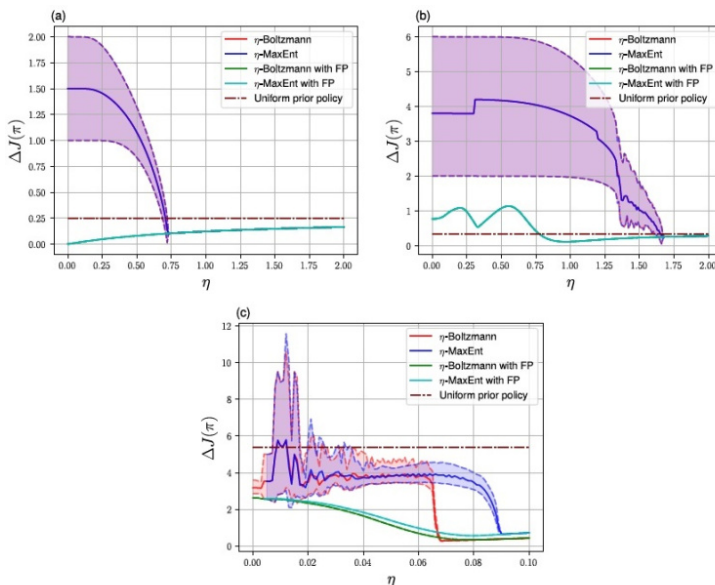 (a)
η-Boltzmann
η-MaxEnt
η-Boltzmann with FP
η-MaxEnt with FP
Uniform prior policy
2.00
1.75
1.50
1.25
1.00
0.75
0.50
0.25
0.00
ΔJ(π)
0.00 0.25 0.50 0.75 1.00 1.25 1.50 1.75 2.00
η
(b)
η-Boltzmann
η-MaxEnt
η-Boltzmann with FP
η-MaxEnt with FP
Uniform prior policy
6
5
4
3
2
1
0
ΔJ(π)
0.00 0.25 0.50 0.75 1.00 1.25 1.50 1.75 2.00
η
(c)
η-Boltzmann
η-MaxEnt
η-Boltzmann with FP
η-MaxEnt with FP
Uniform prior policy
12
10
8
6
4
2
0
ΔJ(π)
0.00 0.02 0.04 0.06 0.08 0.10
η